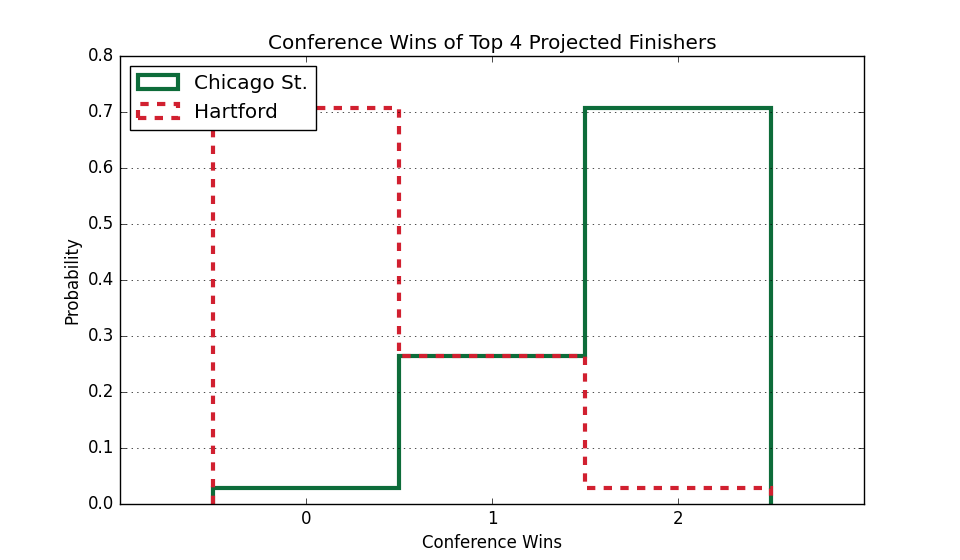 Conference Wins of Top 4 Projected Finishers
Chicago St.
Hartford
0.8
0.7
0.6
0.5
0.4
0.3
0.2
0.1
0.0
Probability
0 1 2
Conference Wins